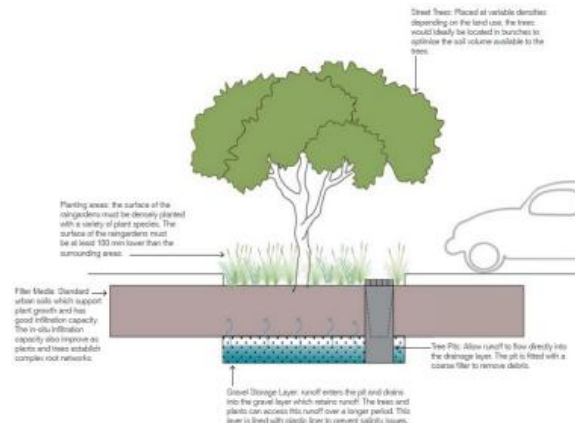 Street Trees: Placed at variable densities
depending on the land use, the trees
would ideally be located in bunches to
optimise the soil volume available to the
trees.
Planting areas: the surface of the
raingardens must be densely planted
with a variety of plant species. The
surface of the raingardens must
be at least 100 mm lower than the
surrounding areas.
Filter Media: Standard
urban soils which support
plant growth and has
good infiltration capacity.
The in-situ infiltration
capacity also improve as
plants and trees establish
complex root networks.
Tree Pits: Allow runoff to flow directly into
the drainage layer. The pit is fitted with a
coarse filter to remove debris.
Gravel Storage Layer: runoff enters the pit and drains
into the gravel layer which retains runoff. The trees and
plants can access this runoff over a longer period. This
layer is lined with plastic liner to prevent salinity issues.